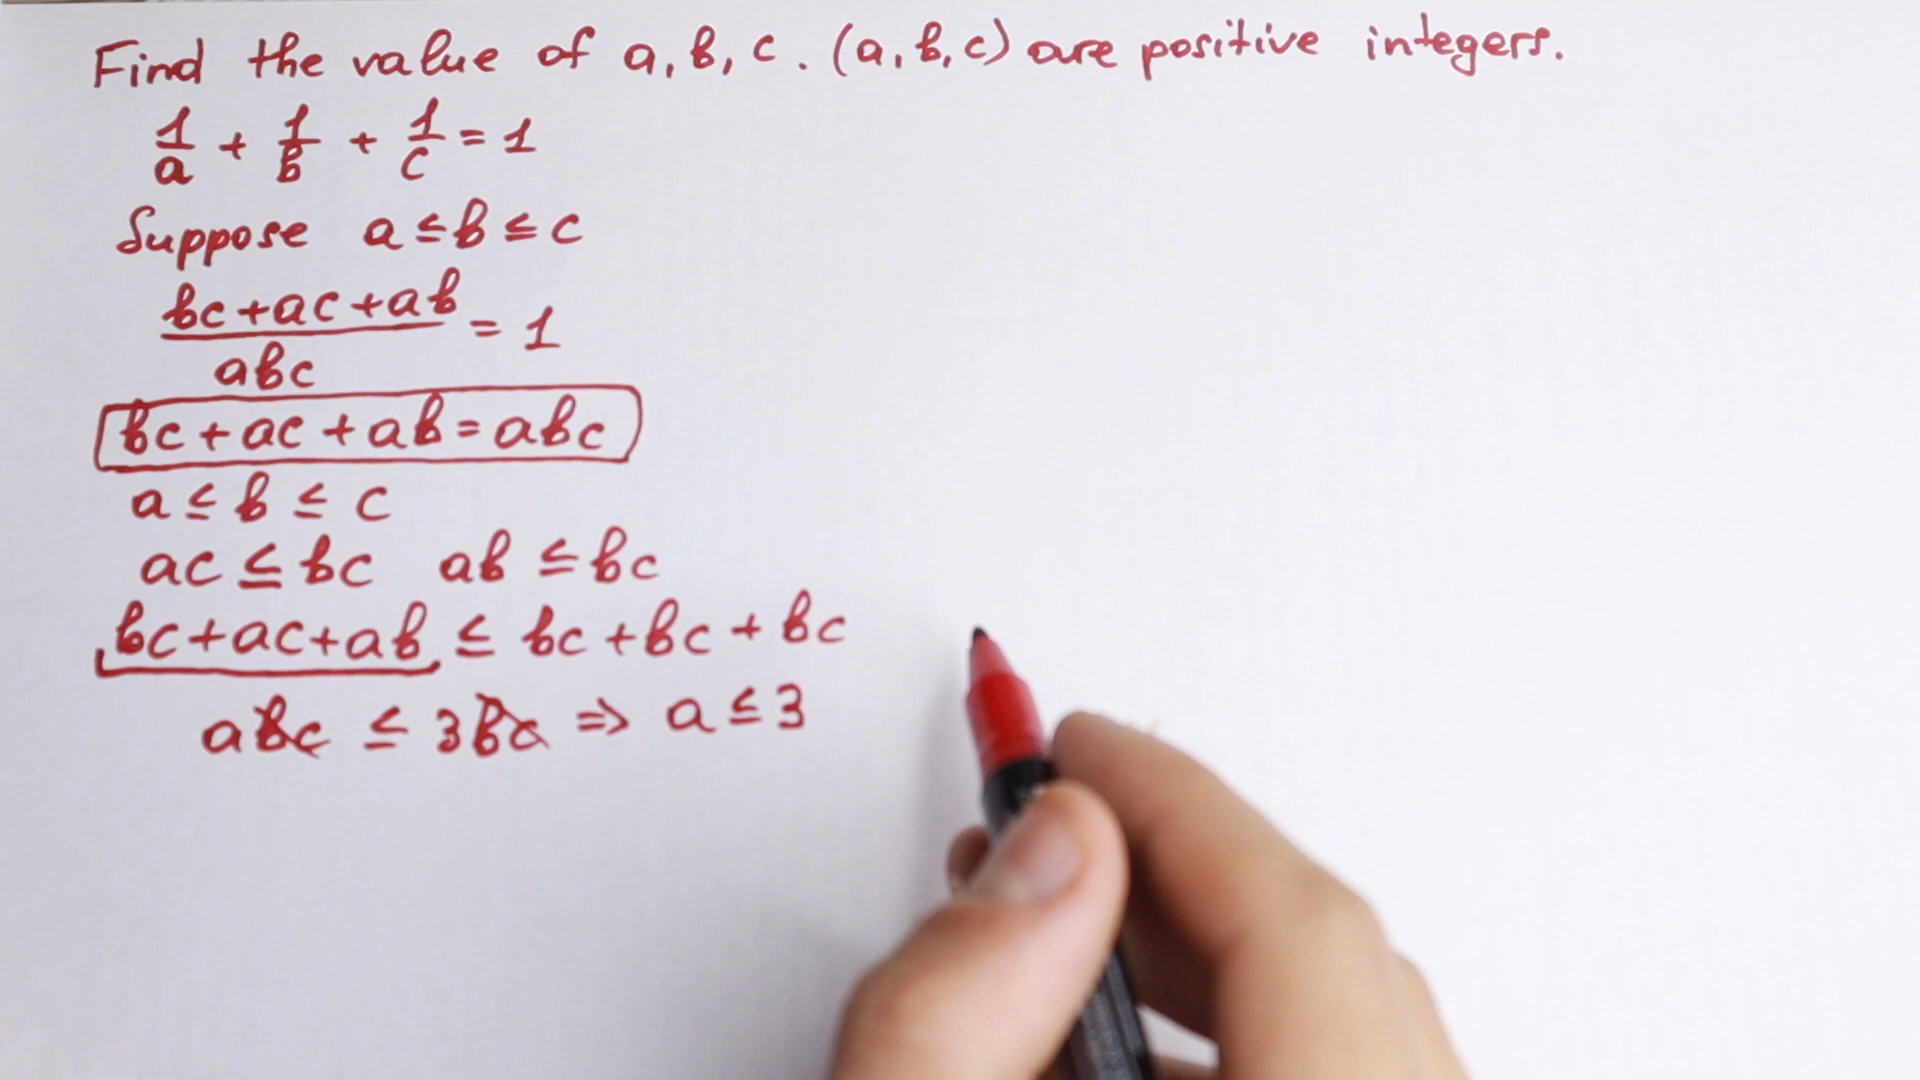 Find the value of a, b, c. (a, b, c) are positive integers.
1/a + 1/b + 1/c = 1
Suppose a ≤ b ≤ c
(bc + ac + ab)/abc = 1
bc + ac + ab = abc
a ≤ b ≤ c
ac ≤ bc ab ≤ bc
bc + ac + ab ≤ bc + bc + bc
abc ≤ 3bc ⇒ a ≤ 3